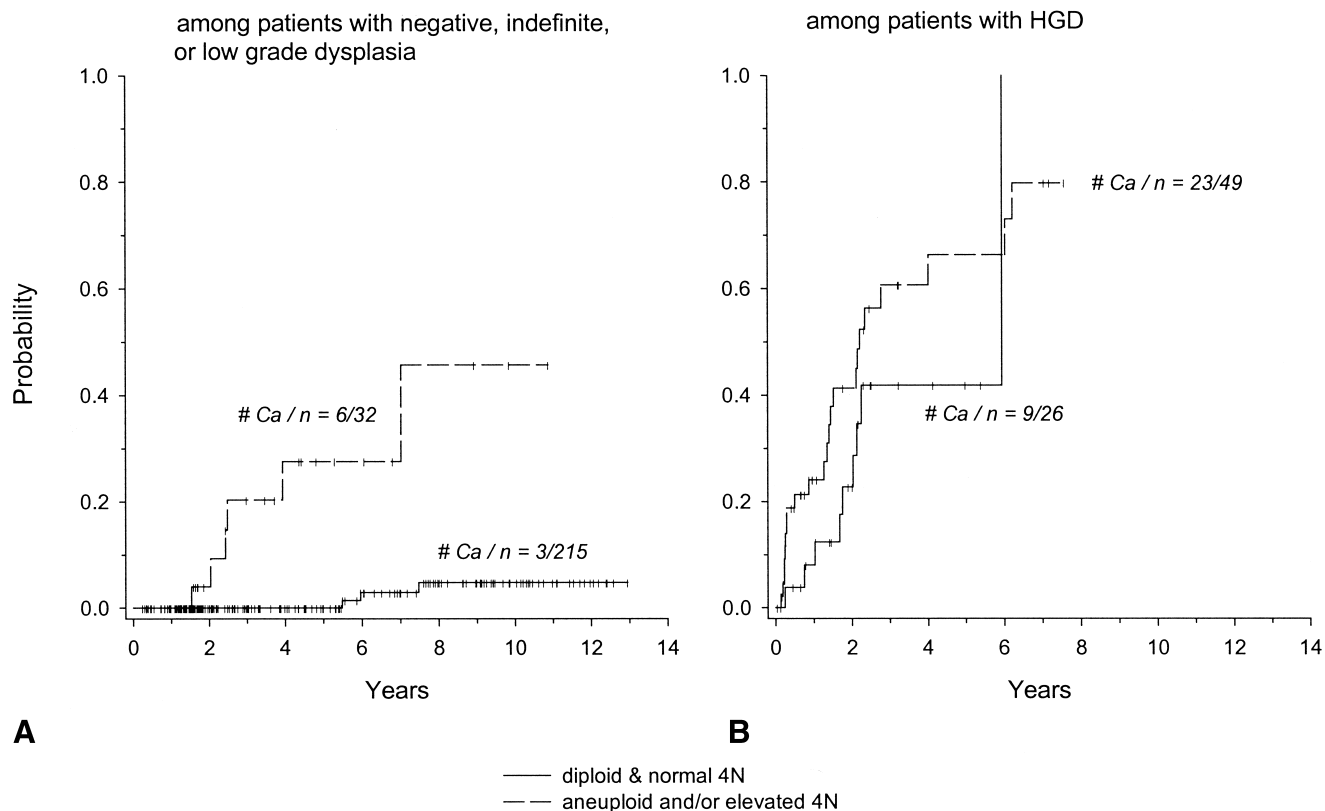 among patients with negative, indefinite,
or low grade dysplasia
among patients with HGD
Probability
1.0
0.8
0.6
0.4
0.2
0.0
# Ca / n = 6/32
# Ca / n = 3/215
0 2 4 6 8 10 12 14
Years
A
1.0
0.8
0.6
0.4
0.2
0.0
# Ca / n = 23/49
# Ca / n = 9/26
0 2 4 6 8 10 12 14
Years
B
diploid & normal 4N
aneuploid and/or elevated 4N